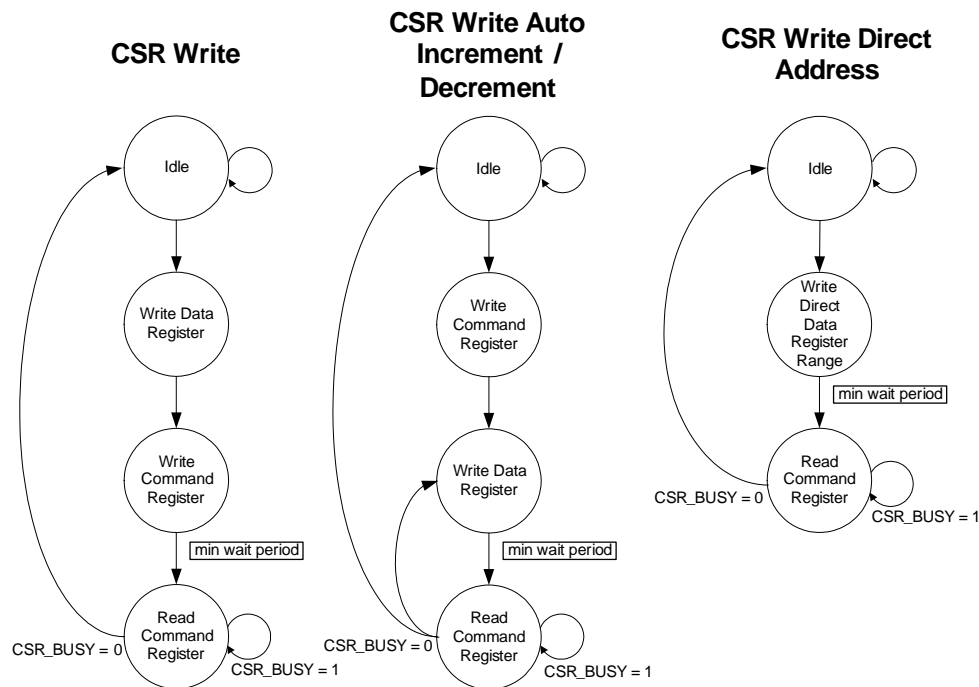 CSR Write
Idle
Write Data
Register
Write
Command
Register
min wait period
Read
Command
Register
CSR_BUSY = 0
CSR_BUSY = 1
CSR Write Auto
Increment /
Decrement
Idle
Write
Command
Register
Write Data
Register
min wait period
Read
Command
Register
CSR_BUSY = 0
CSR_BUSY = 1
CSR Write Direct
Address
Idle
Write
Direct
Data
Register
Range
min wait period
Read
Command
Register
CSR_BUSY = 0
CSR_BUSY = 1